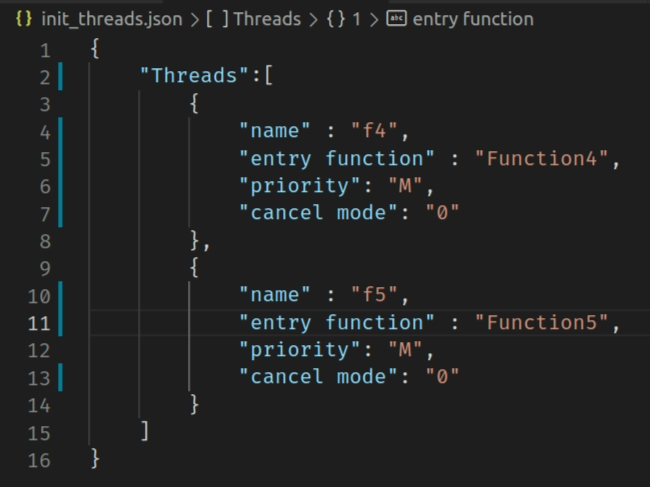 {} init_threads.json > [ ] Threads > {} 1 > abc entry function
1 {
2 "Threads":[
3 {
4 "name" : "f4",
5 "entry function" : "Function4",
6 "priority": "M",
7 "cancel mode": "0"
8 },
9 {
10 "name" : "f5",
11 "entry function" : "Function5",
12 "priority": "M",
13 "cancel mode": "0"
14 }
15 ]
16 }